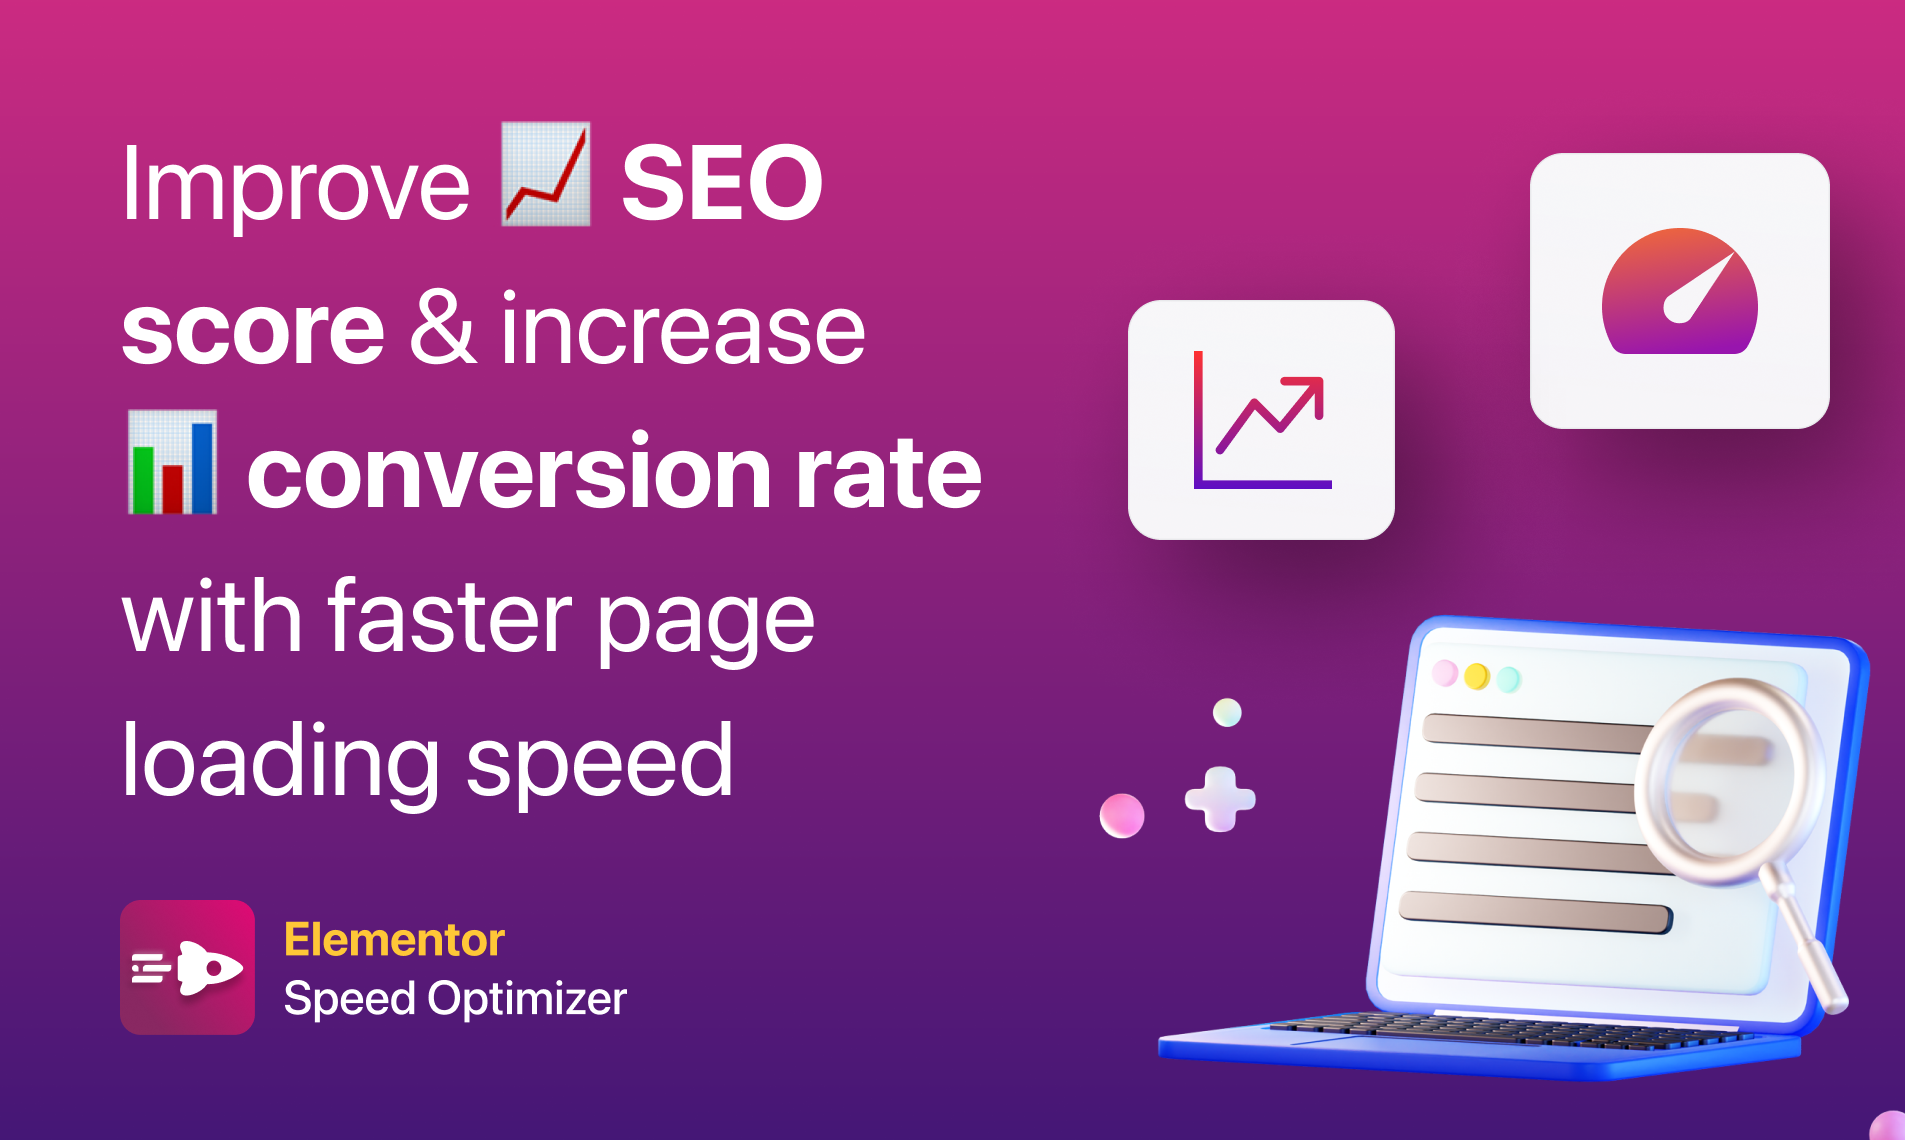 Improve 📈 SEO
score & increase
📊 conversion rate
with faster page
loading speed
Elementor
Speed Optimizer